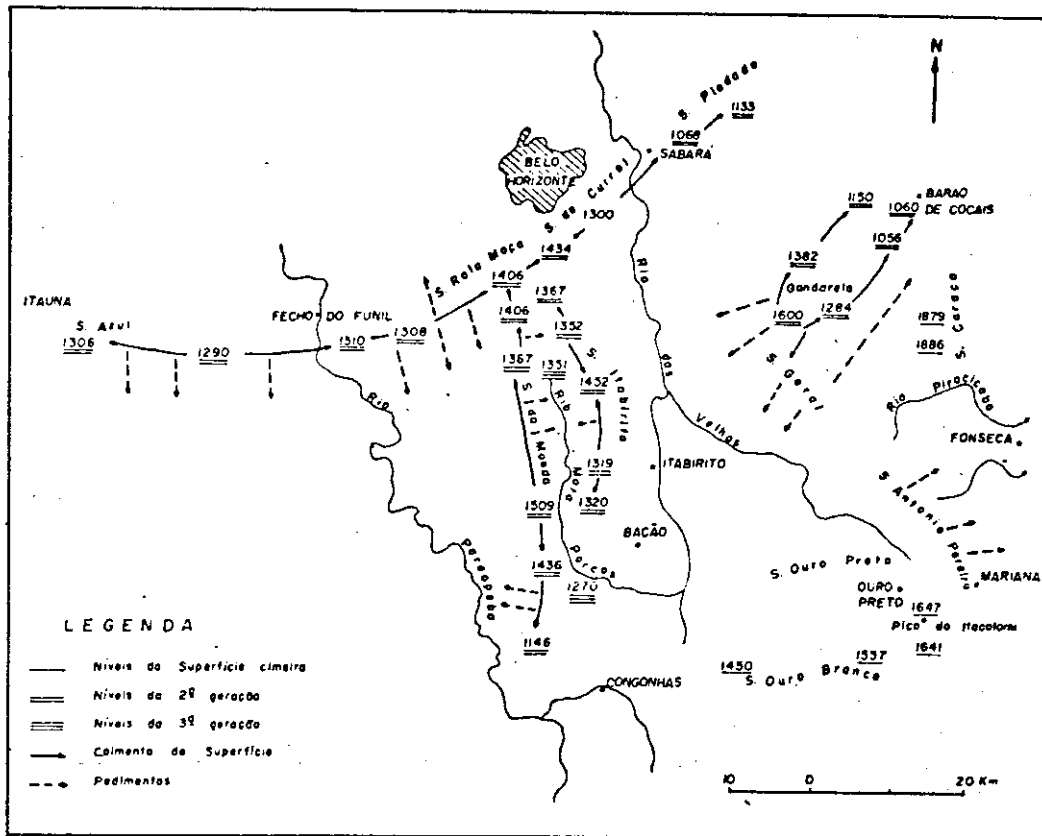 N
S. Piedade
1133
1068
SABARÁ
BELO
HORIZONTE
S. do Curral
1300
1434
S. Rola Moça
1406
1406
1367
1367
1352
1351
1452
S. Itabirito
S. da Moeda
Rib.
Mata
Porcos
1319
1320
1509
1436
1270
1146
ITAUNA
S. Azul
1306
1290
FECHO DO FUNIL
1310
1308
Rio
Paraopeba
Rio
das
Velhas
ITABIRITO
BAÇÃO
CONGONHAS
1150
1060
BARÃO
DE COCAIS
1382
1056
Gandarela
1600
1284
S. Geral
1879
1886
S. Caraça
Rio Piracicaba
FONSECA
S. Antonio Pereira
MARIANA
S. Ouro Preto
OURO
PRETO
1647
Pico do Itacolomi
1641
1537
1450
S. Ouro Branco
LEGENDA
Níveis da Superfície cimeira
Níveis da 2ª geração
Níveis da 3ª geração
Caimento da Superfície
Pedimentos
10 0 20 Km